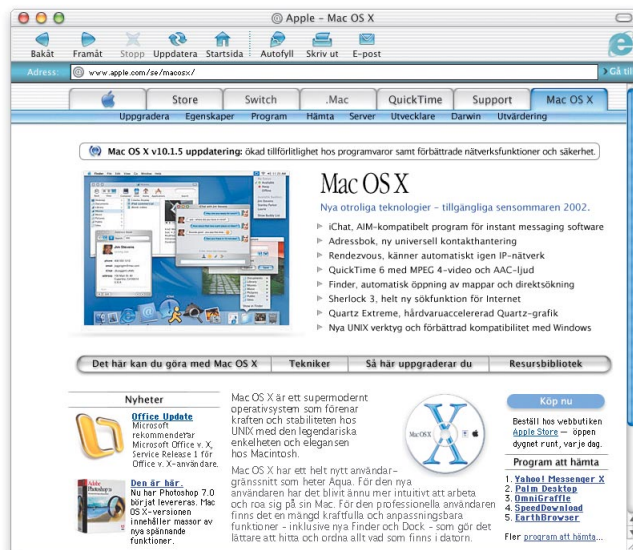 Apple – Mac OS X
Bakåt Framåt Stopp Uppdatera Startsida Autofyll Skriv ut E-post
Adress: www.apple.com/se/macosx/ Gå till
Store Switch .Mac QuickTime Support Mac OS X
Uppgradera Egenskaper Program Hämta Server Utvecklare Darwin Utvärdering
Mac OS X v10.1.5 uppdatering: ökad tillförlitlighet hos programvaror samt förbättrade nätverksfunktioner och säkerhet.
Mac OS X
Nya otroliga teknologier – tillgängliga sensommaren 2002.
iChat, AIM-kompatibelt program för instant messaging software
Adressbok, ny universell kontakthantering
Rendezvous, känner automatiskt igen IP-nätverk
QuickTime 6 med MPEG 4-video och AAC-ljud
Finder, automatisk öppning av mappar och direktsökning
Sherlock 3, helt ny sökfunktion för Internet
Quartz Extreme, hårdvaruaccelererad Quartz-grafik
Nya UNIX verktyg och förbättrad kompatibilitet med Windows
Det här kan du göra med Mac OS X Tekniker Så här uppgraderar du Resursbibliotek
Nyheter
Office Update
Microsoft
rekommenderar
Microsoft Office v. X,
Service Release 1 för
Office v. X-användare.
Den är här.
Nu har Photoshop 7.0
börjat levereras. Mac
OS X-versionen
innehåller massor av
nya spännande
funktioner.
Mac OS X är ett supermodernt
operativsystem som förenar
kraften och stabiliteten hos
UNIX med den legendariska
enkelheten och elegansen
hos Macintosh.
Mac OS X har ett helt nytt användar-
gränssnitt som heter Aqua. För den nya
användaren har det blivit ännu mer intuitivt att arbeta
och roa sig på sin Mac. För den professionella användaren
finns det en mängd kraftfulla och anpassningsbara
funktioner - inklusive nya Finder och Dock - som gör det
lättare att hitta och ordna allt vad som finns i datorn.
Mac OS X
Köp nu
Beställ hos webbutiken
Apple Store — öppen
dygnet runt, varje dag.
Program att hämta
1. Yahoo! Messenger X
2. Palm Desktop
3. OmniGraffle
4. SpeedDownload
5. EarthBrowser
Fler program att hämta...